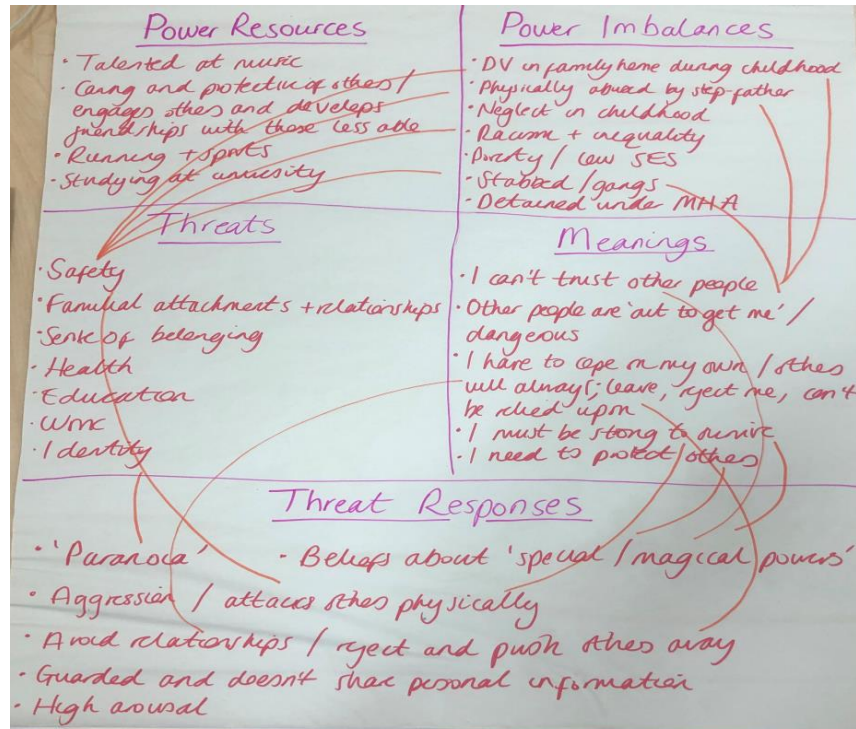 Power Resources
· Talented at music
· Caring and protective of others /
engages others and develops
friendships with those less able
· Running + sports
· Studying at university
Power Imbalances
· DV in family home during childhood
· Physically abused by step-father
· Neglect in childhood
· Racism + inequality
· Poverty / low SES
· Stabbed / gangs
· Detained under MHA
Threats
· Safety
· Familial attachments + relationships
· Sense of belonging
· Health
· Education
· Work
· Identity
Meanings
· I can't trust other people
· Other people are 'out to get me' /
dangerous
· I have to cope on my own / others
will always; leave, reject me, can't
be relied upon
· I must be strong to survive
· I need to protect others
Threat Responses
· 'Paranoia'
· Beliefs about 'special / magical powers'
· Aggression / attacks others physically
· Avoid relationships / reject and push others away
· Guarded and doesn't share personal information
· High arousal